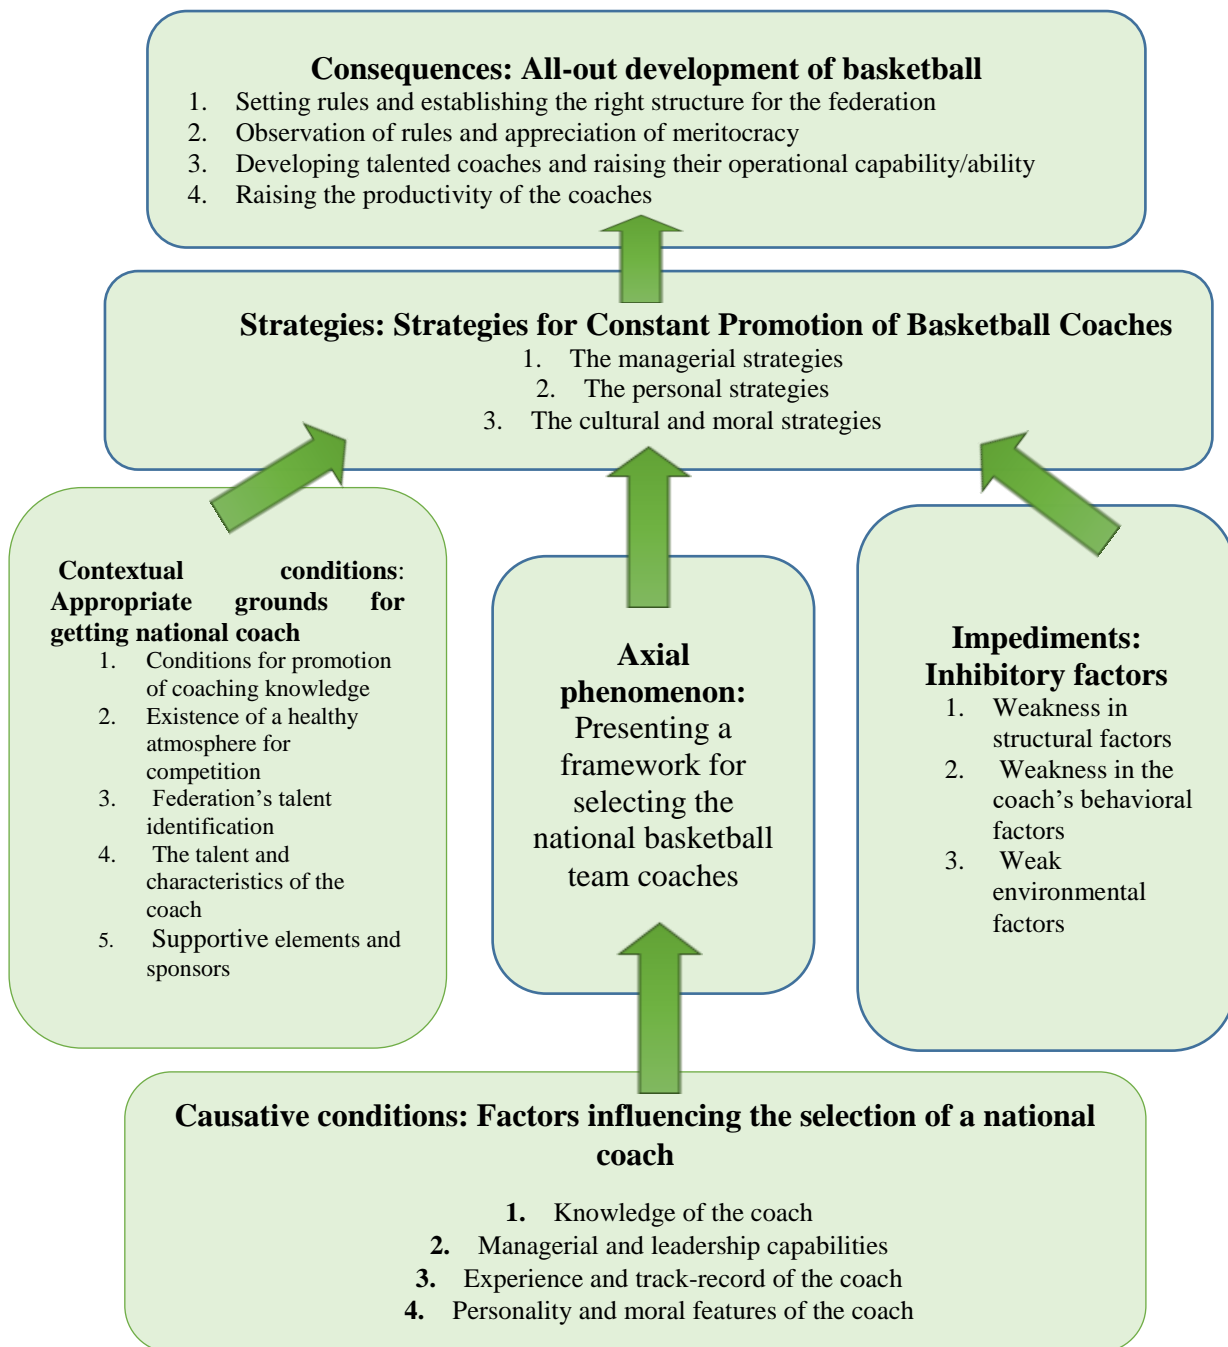 Consequences: All-out development of basketball
1. Setting rules and establishing the right structure for the federation
2. Observation of rules and appreciation of meritocracy
3. Developing talented coaches and raising their operational capability/ability
4. Raising the productivity of the coaches
Strategies: Strategies for Constant Promotion of Basketball Coaches
1. The managerial strategies
2. The personal strategies
3. The cultural and moral strategies
Contextual conditions:
Appropriate grounds for
getting national coach
1. Conditions for promotion
of coaching knowledge
2. Existence of a healthy
atmosphere for
competition
3. Federation’s talent
identification
4. The talent and
characteristics of the
coach
5. Supportive elements and
sponsors
Axial
phenomenon:
Presenting a
framework for
selecting the
national basketball
team coaches
Impediments:
Inhibitory factors
1. Weakness in
structural factors
2. Weakness in the
coach’s behavioral
factors
3. Weak
environmental
factors
Causative conditions: Factors influencing the selection of a national
coach
1. Knowledge of the coach
2. Managerial and leadership capabilities
3. Experience and track-record of the coach
4. Personality and moral features of the coach